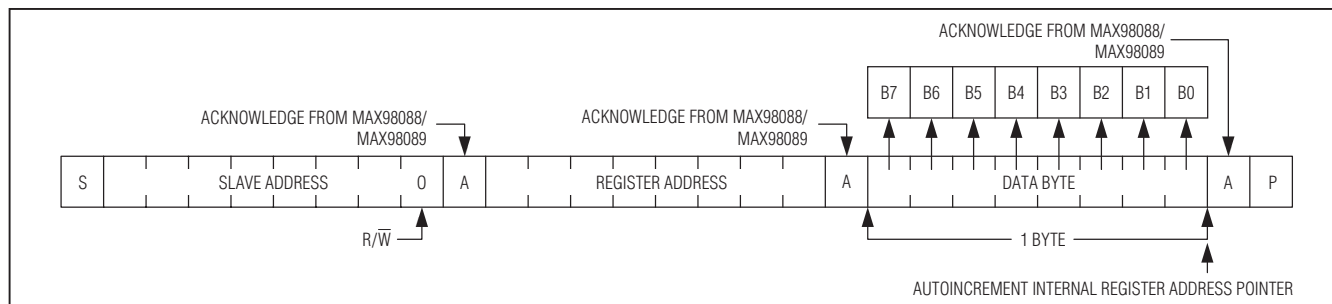 ACKNOWLEDGE FROM MAX98088/
MAX98089
B7 B6 B5 B4 B3 B2 B1 B0
ACKNOWLEDGE FROM MAX98088/
MAX98089
ACKNOWLEDGE FROM MAX98088/
MAX98089
S SLAVE ADDRESS 0 A REGISTER ADDRESS A DATA BYTE A P
R/W̅
1 BYTE
AUTOINCREMENT INTERNAL REGISTER ADDRESS POINTER